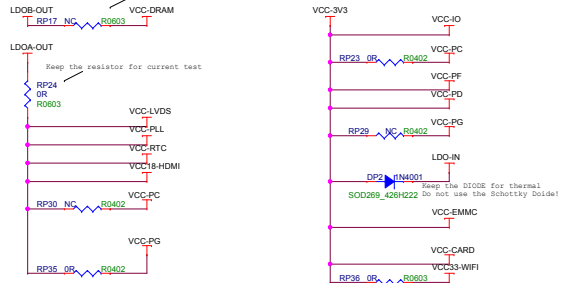 LDOB-OUT
VCC-DRAM
RP17 NC R0603
LDOA-OUT
Keep the resistor for current test
RP24
0R
R0603
VCC-LVDS
VCC-PLL
VCC-RTC
VCC18-HDMI
VCC-PC
RP30 NC R0402
VCC-PG
RP35 0R R0402
VCC-3V3
VCC-IO
VCC-PC
RP23 0R R0402
VCC-PF
VCC-PD
VCC-PG
RP29 NC R0402
LDO-IN
DP2 1N4001
SOD269_426H222
Keep the DIODE for thermal
Do not use the Schottky Doide!
VCC-EMMC
VCC-CARD
VCC33-WIFI
RP36 0R R0603